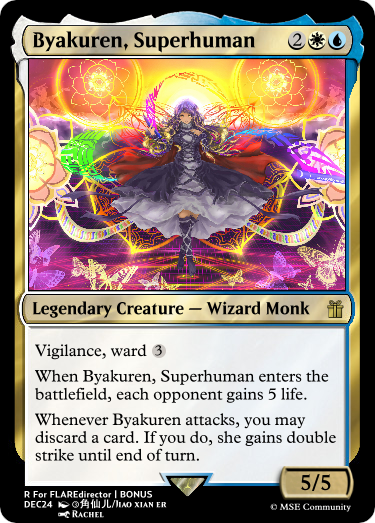 Byakuren, Superhuman 2
Legendary Creature — Wizard Monk
Vigilance, ward 3
When Byakuren, Superhuman enters the
battlefield, each opponent gains 5 life.
Whenever Byakuren attacks, you may
discard a card. If you do, she gains double
strike until end of turn.
5/5
R For FLAREdirector | BONUS
DEC24 ⊙角仙儿/JIAO XIAN ER
Rachel
© MSE Community